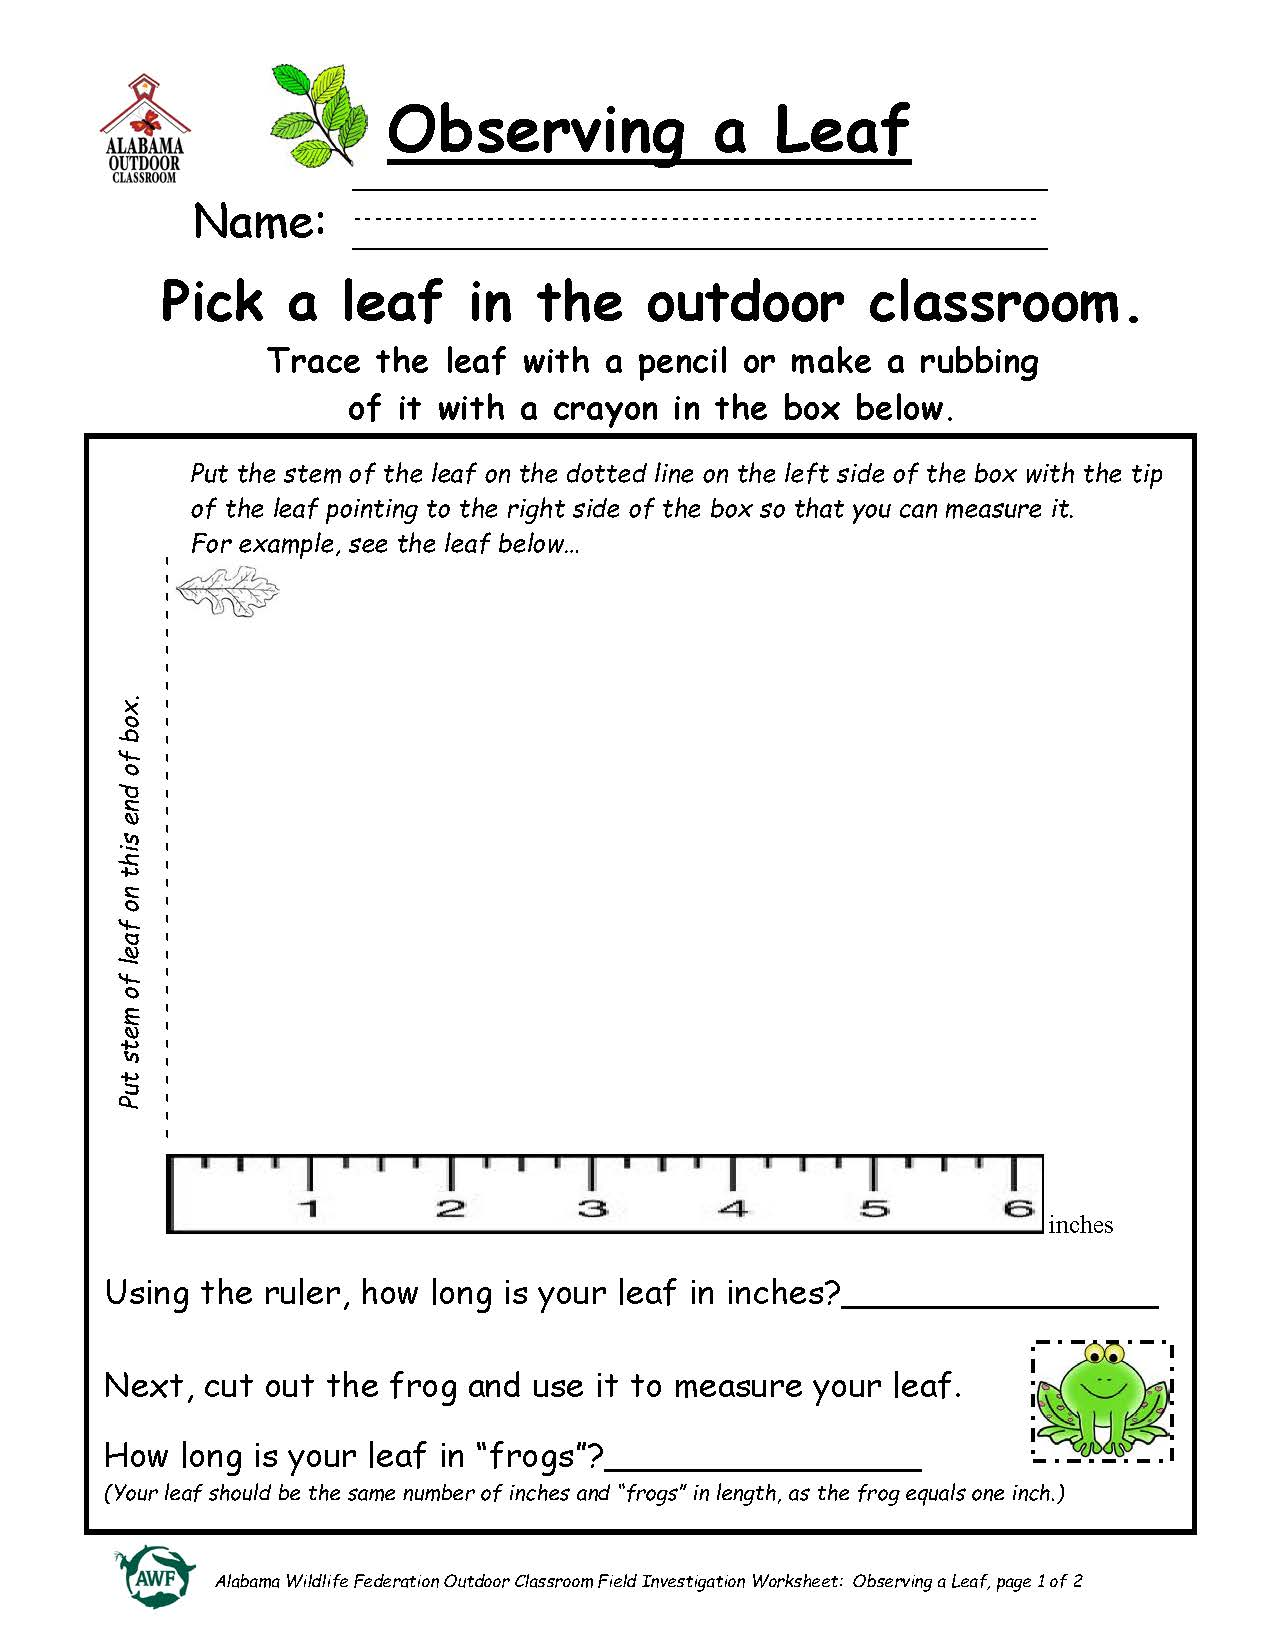 ALABAMA
OUTDOOR
CLASSROOM
Observing a Leaf
Name:
Pick a leaf in the outdoor classroom.
Trace the leaf with a pencil or make a rubbing
of it with a crayon in the box below.
Put the stem of the leaf on the dotted line on the left side of the box with the tip
of the leaf pointing to the right side of the box so that you can measure it.
For example, see the leaf below…
Put stem of leaf on this end of box.
1 2 3 4 5 6 inches
Using the ruler, how long is your leaf in inches?_______________
Next, cut out the frog and use it to measure your leaf.
How long is your leaf in “frogs”?_______________
(Your leaf should be the same number of inches and “frogs” in length, as the frog equals one inch.)
AWF
Alabama Wildlife Federation Outdoor Classroom Field Investigation Worksheet: Observing a Leaf, page 1 of 2